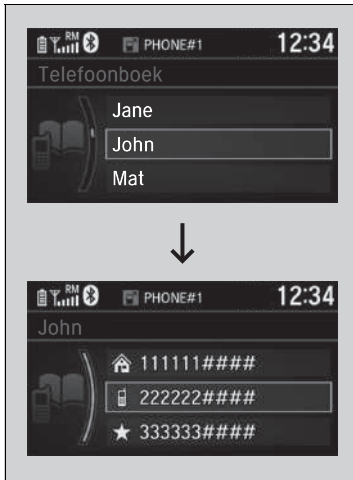 RM PHONE#1 12:34
Telefoonboek
Jane
John
Mat
RM PHONE#1 12:34
John
111111####
222222####
333333####